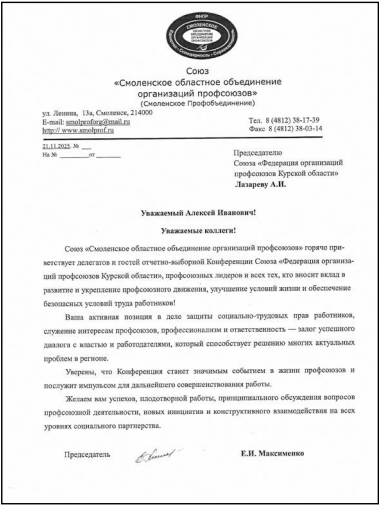 ФНПР
СМОЛЕНСКОЕ
ОБЛАСТНОЕ
ОБЪЕДИНЕНИЕ
ОРГАНИЗАЦИЙ
ПРОФСОЮЗОВ
Союз
«Смоленское областное объединение
организаций профсоюзов»
(Смоленское Профобъединение)
ул. Ленина, 13а, Смоленск, 214000
E-mail: smolproforg@mail.ru
http:// www.smolprof.ru
Тел. 8 (4812) 38-17-39
Факс 8 (4812) 38-03-14
21.11.2025. № ___
На № ________от________
Председателю
Союза «Федерация организаций
профсоюзов Курской области»
Лазареву А.И.
Уважаемый Алексей Иванович!
Уважаемые коллеги!
Союз «Смоленское областное объединение организаций профсоюзов» горячо при-
ветствует делегатов и гостей отчетно-выборной Конференции Союза «Федерация организа-
ций профсоюзов Курской области», профсоюзных лидеров и всех тех, кто вносит вклад в
развитие и укрепление профсоюзного движения, улучшение условий жизни и обеспечение
безопасных условий труда работников!
Ваша активная позиция в деле защиты социально-трудовых прав работников,
служение интересам профсоюзов, профессионализм и ответственность — залог успешного
диалога с властью и работодателями, который способствует решению многих актуальных
проблем в регионе.
Уверены, что Конференция станет значимым событием в жизни профсоюзов и
послужит импульсом для дальнейшего совершенствования работы.
Желаем вам успехов, плодотворной работы, принципиального обсуждения вопросов
профсоюзной деятельности, новых инициатив и конструктивного взаимодействия на всех
уровнях социального партнерства.
Председатель
Е.И. Максименко